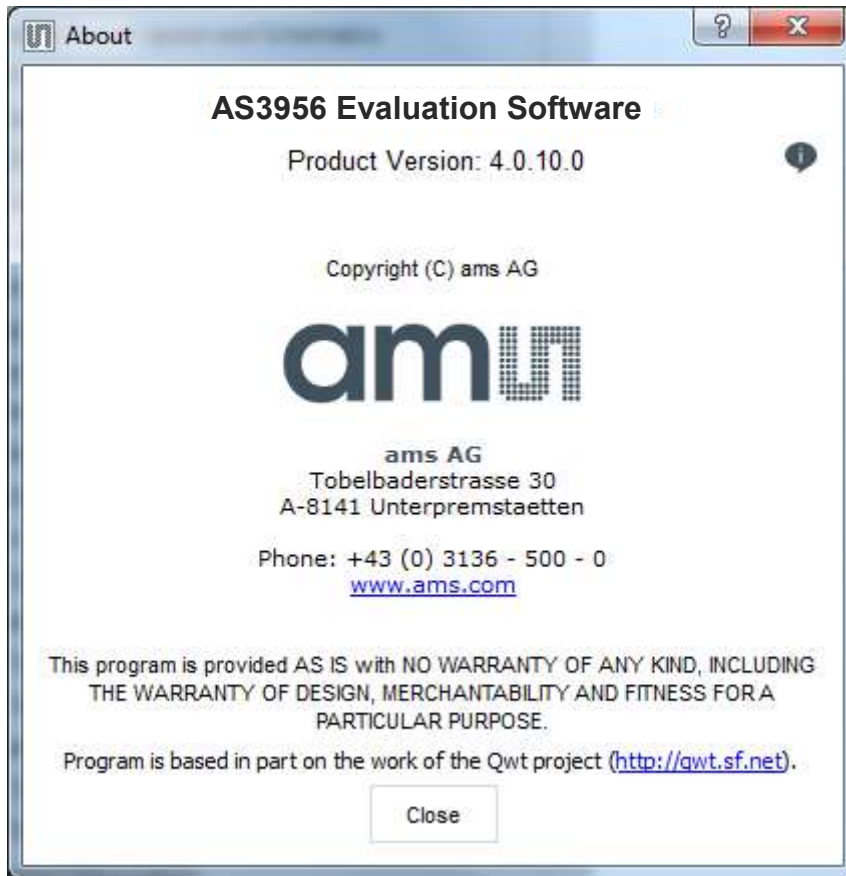 About
AS3956 Evaluation Software
Product Version: 4.0.10.0
Copyright (C) ams AG
amn
ams AG
Tobelbaderstrasse 30
A-8141 Unterpremstaetten
Phone: +43 (0) 3136 - 500 - 0
www.ams.com
This program is provided AS IS with NO WARRANTY OF ANY KIND, INCLUDING
THE WARRANTY OF DESIGN, MERCHANTABILITY AND FITNESS FOR A
PARTICULAR PURPOSE.
Program is based in part on the work of the Qwt project (http://qwt.sf.net).
Close